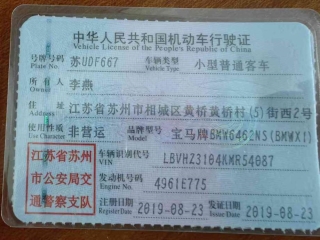 中华人民共和国机动车行驶证
Vehicle License of the People's Republic of China
号牌号码 苏UDF667 车辆类型 小型普通客车
Plate No. Vehicle Type
所有人 李燕
Owner
住址 江苏省苏州市相城区黄桥黄桥村(5)街西2号
Address
使用性质 非营运 品牌型号 宝马牌BMW6462NS(BMWX1)
Use Character Model
江苏省苏州市公安局交通警察支队
车辆识别代号 LBVHZ3104KMR54087
VIN
发动机号码 4961E775
Engine No.
注册日期 2019-08-23 发证日期 2019-08-23
Register Date Issue Date